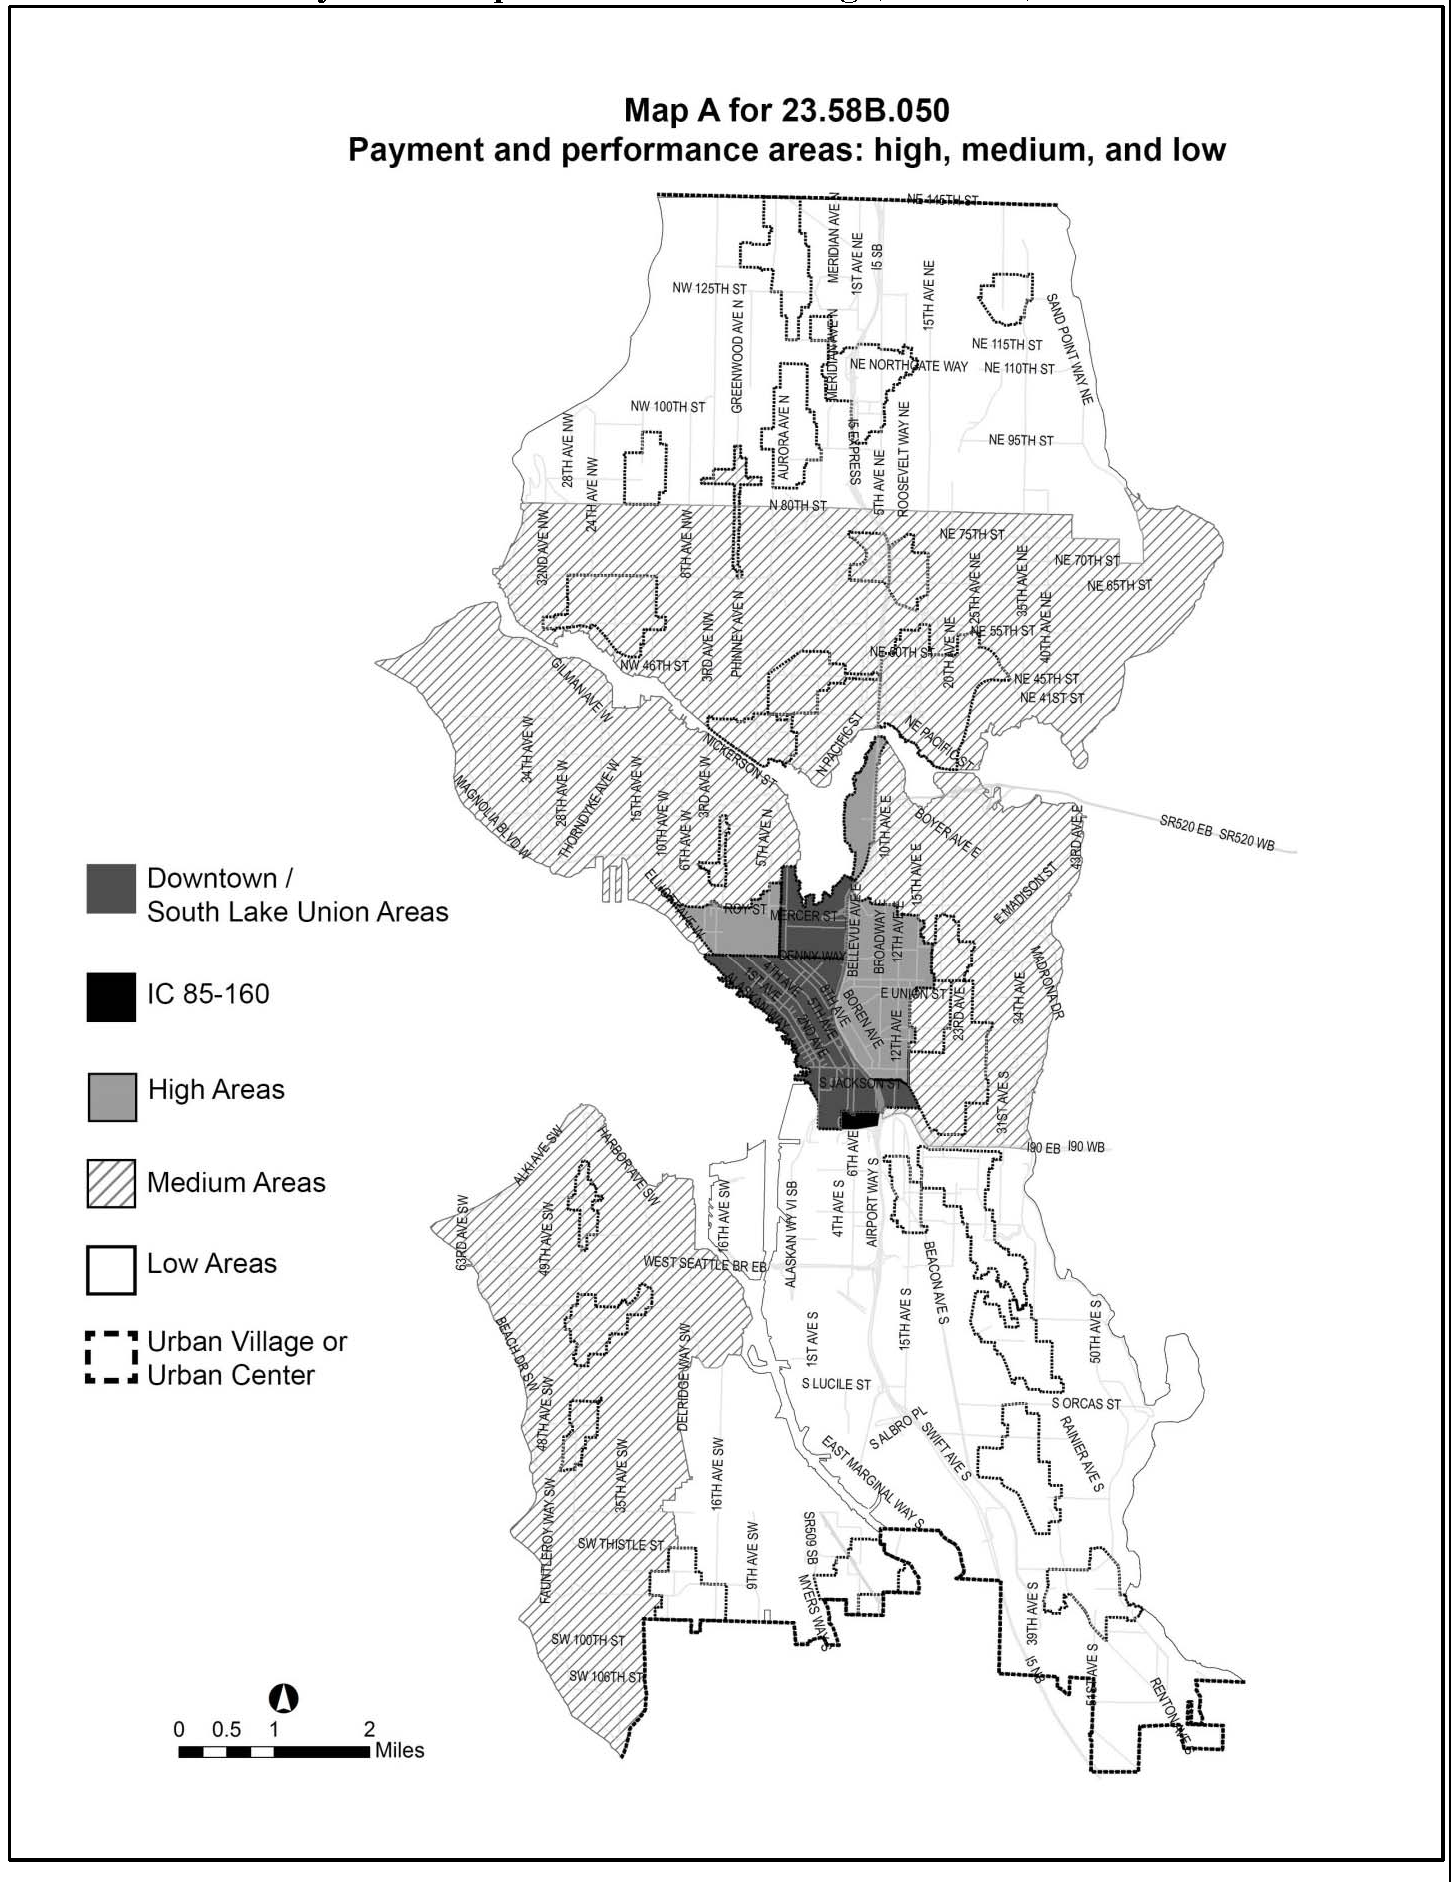 Map A for 23.58B.050
Payment and performance areas: high, medium, and low
NE 145TH ST
MERIDIAN AVE N
1ST AVE NE
I5 SB
15TH AVE NE
NW 125TH ST
GREENWOOD AVE N
MERIDIAN AVE N
SAND POINT WAY NE
NE 115TH ST
NE NORTHGATE WAY
NE 110TH ST
NW 100TH ST
AURORA AVE N
I5 EXPRESS
ROOSEVELT WAY NE
28TH AVE NW
24TH AVE NW
5TH AVE NE
NE 95TH ST
N 80TH ST
32ND AVE NW
8TH AVE NW
NE 75TH ST
NE 70TH ST
NE 65TH ST
25TH AVE NE
35TH AVE NE
40TH AVE NE
3RD AVE NW
PHINNEY AVE N
20TH AVE NE
NE 55TH ST
NE 50TH ST
NW 46TH ST
NE 45TH ST
NE 41ST ST
GILMAN AVE W
NICKERSON ST
N PACIFIC ST
NE PACIFIC ST
34TH AVE W
28TH AVE W
THORNDYKE AVE W
15TH AVE W
10TH AVE W
6TH AVE W
3RD AVE W
5TH AVE N
MAGNOLIA BLVD W
10TH AVE E
BOYER AVE E
15TH AVE E
43RD AVE E
SR520 EB
SR520 WB
E MADISON ST
ELLIOTT AVE W
ROY ST
MERCER ST
BELLEVUE AVE E
BROADWAY E
12TH AVE E
DENNY WAY
4TH AVE
1ST AVE
ALASKAN WAY
2ND AVE
5TH AVE
8TH AVE
BOREN AVE
E UNION ST
12TH AVE
23RD AVE
34TH AVE
MADRONA DR
S JACKSON ST
31ST AVE S
I90 EB
I90 WB
Downtown /
South Lake Union Areas
IC 85-160
High Areas
Medium Areas
Low Areas
Urban Village or
Urban Center
ALKI AVE SW
HARBOR AVE SW
63RD AVE SW
49TH AVE SW
16TH AVE SW
WEST SEATTLE BR EB
ALASKAN WY VI SB
4TH AVE S
6TH AVE
AIRPORT WAY S
BEACON AVE S
15TH AVE S
1ST AVE S
50TH AVE S
BEACH DR SW
DELRIDGE WAY SW
S LUCILE ST
S ORCAS ST
48TH AVE SW
35TH AVE SW
16TH AVE SW
S ALBRO PL
SWIFT AVE S
EAST MARGINAL WAY S
RAINIER AVE S
FAUNTLEROY WAY SW
SW THISTLE ST
9TH AVE SW
SR509 SB
MYERS WAY S
39TH AVE S
I5 NB
51ST AVE S
RENTON AVE S
SW 100TH ST
SW 106TH ST
0 0.5 1 2
Miles